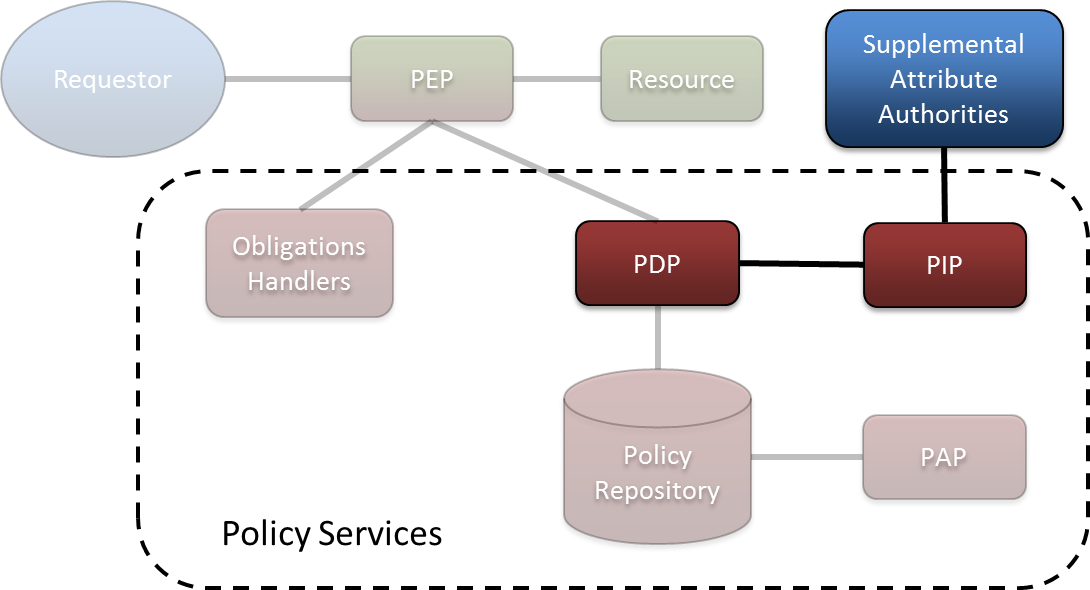 Requestor
PEP
Resource
Supplemental
Attribute
Authorities
Obligations
Handlers
PDP
PIP
Policy
Repository
PAP
Policy Services